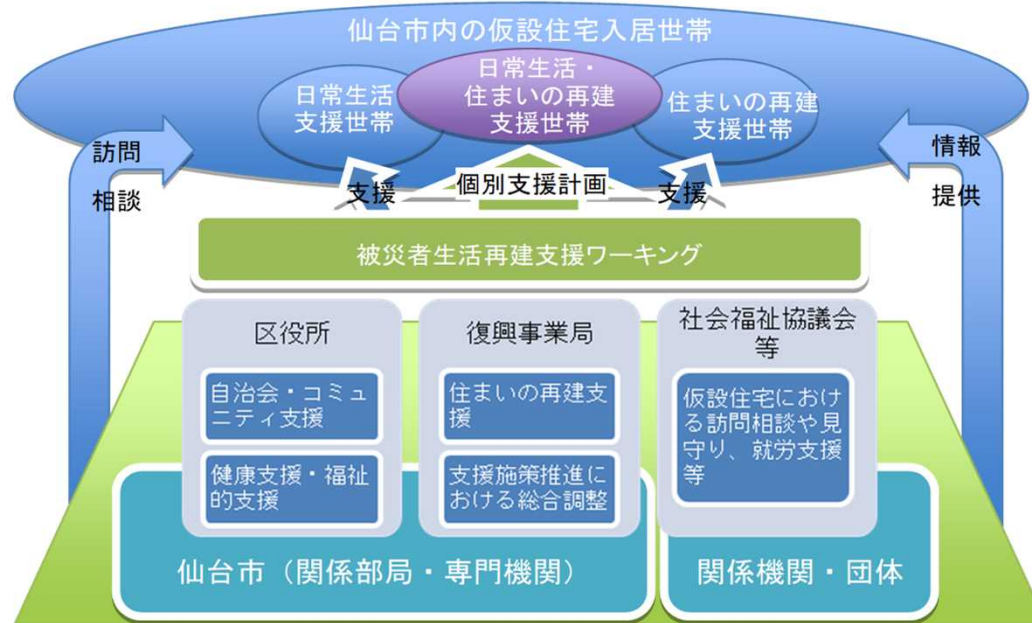 仙台市内の仮設住宅入居世帯
日常生活
支援世帯
日常生活・
住まいの再建
支援世帯
住まいの再建
支援世帯
訪問
相談
情報
提供
支援
個別支援計画
支援
被災者生活再建支援ワーキング
区役所
自治会・コミュ
ニティ支援
健康支援・福祉
的支援
復興事業局
住まいの再建支
援
支援施策推進に
おける総合調整
社会福祉協議会
等
仮設住宅におけ
る訪問相談や見
守り、就労支援
等
仙台市（関係部局・専門機関）
関係機関・団体